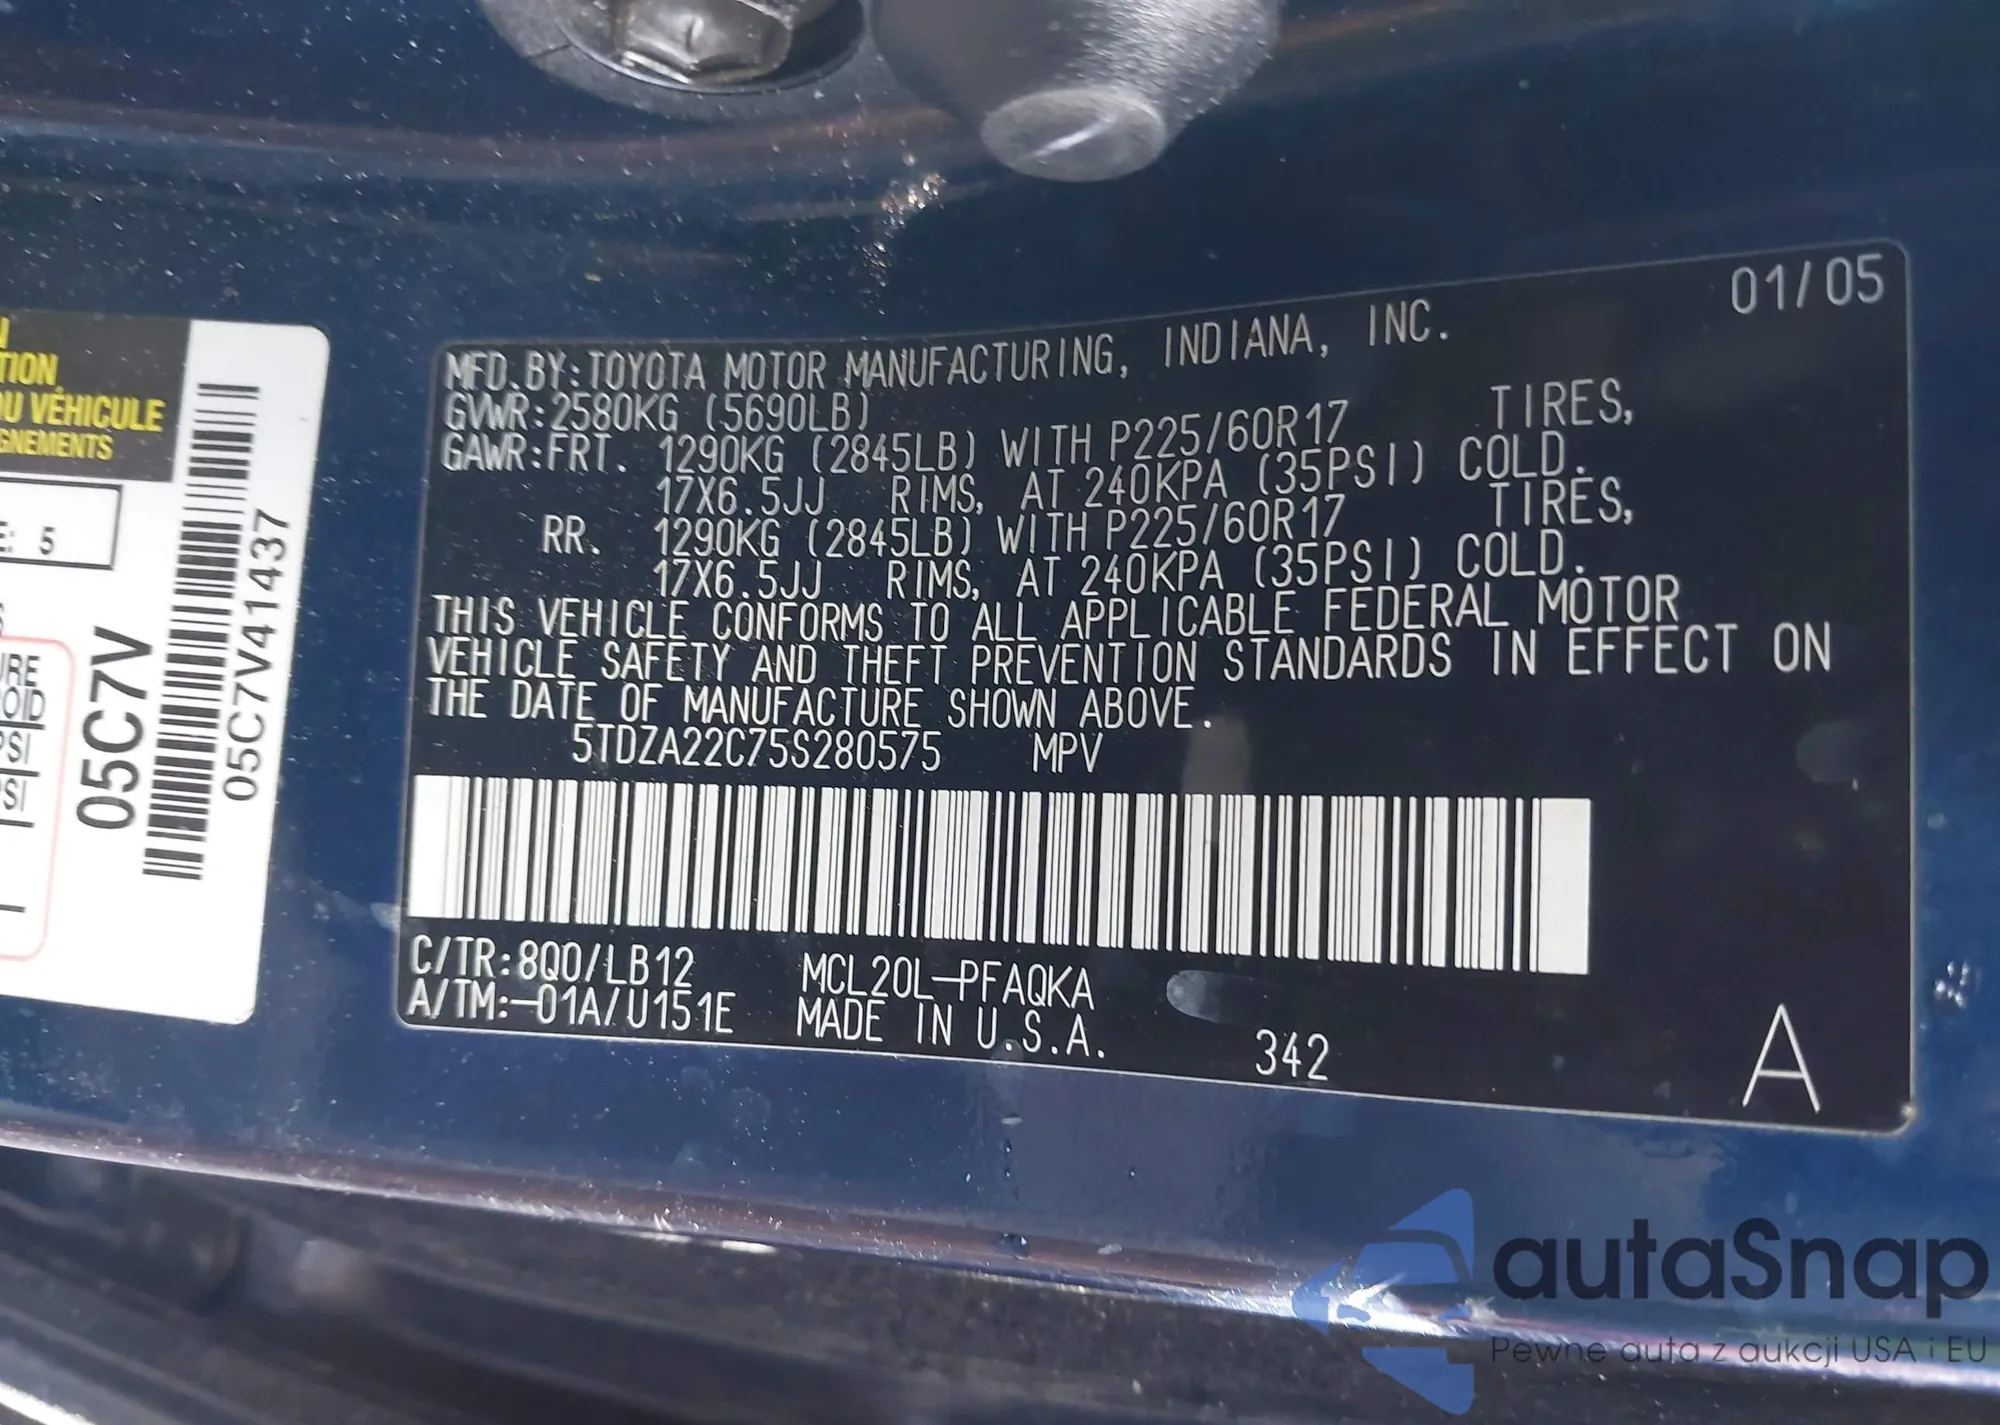 01/05
MFD.BY:TOYOTA MOTOR MANUFACTURING, INDIANA, INC.
GVWR:2580KG (5690LB)
GAWR:FRT. 1290KG (2845LB) WITH P225/60R17 TIRES,
17X6.5JJ RIMS, AT 240KPA (35PSI) COLD.
RR. 1290KG (2845LB) WITH P225/60R17 TIRES,
17X6.5JJ RIMS, AT 240KPA (35PSI) COLD.
THIS VEHICLE CONFORMS TO ALL APPLICABLE FEDERAL MOTOR
VEHICLE SAFETY AND THEFT PREVENTION STANDARDS IN EFFECT ON
THE DATE OF MANUFACTURE SHOWN ABOVE.
5TDZA22C75S280575 MPV
C/TR:8Q0/LB12 MCL20L-PFAQKA
A/TM:-01A/U151E MADE IN U.S.A.
342
A
VÉHICULE
E: 5
PSI
05C7V
05C7V41437
autaSnap
Pewne auta z aukcji USA i EU